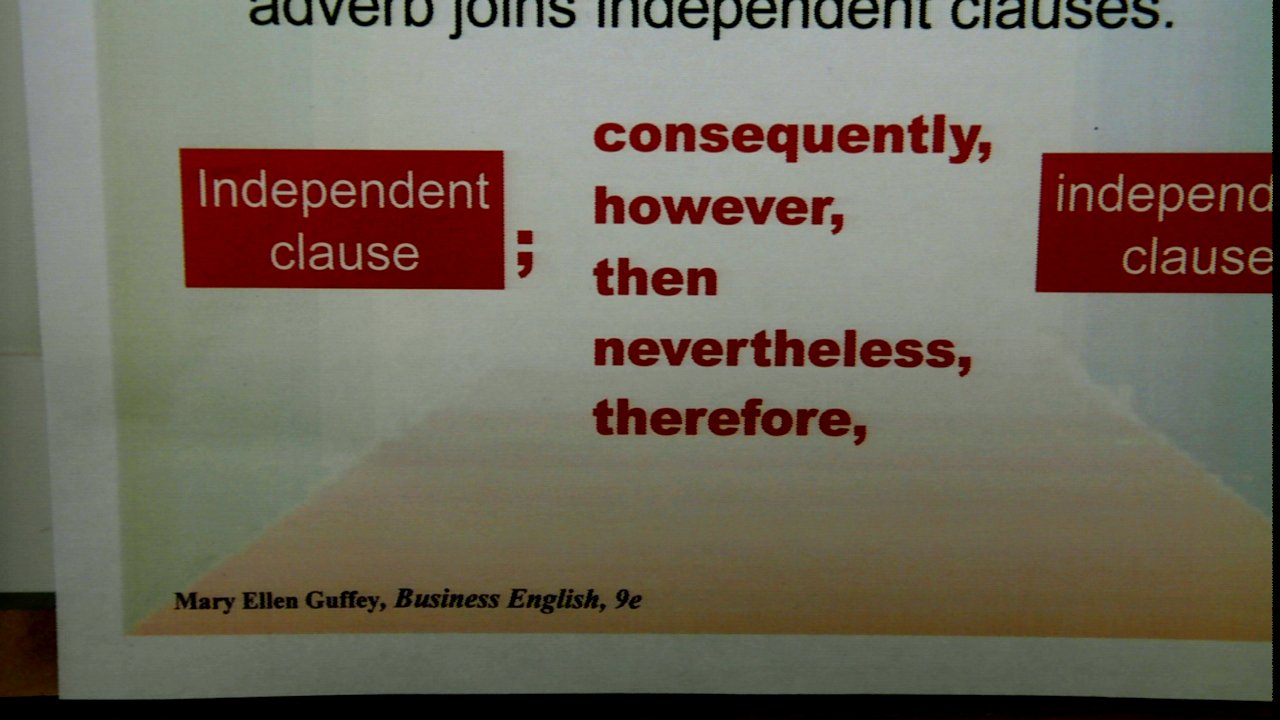 adverb joins independent clauses.
Independent
clause
;
consequently,
however,
then
nevertheless,
therefore,
independ
clause
Mary Ellen Guffey, Business English, 9e